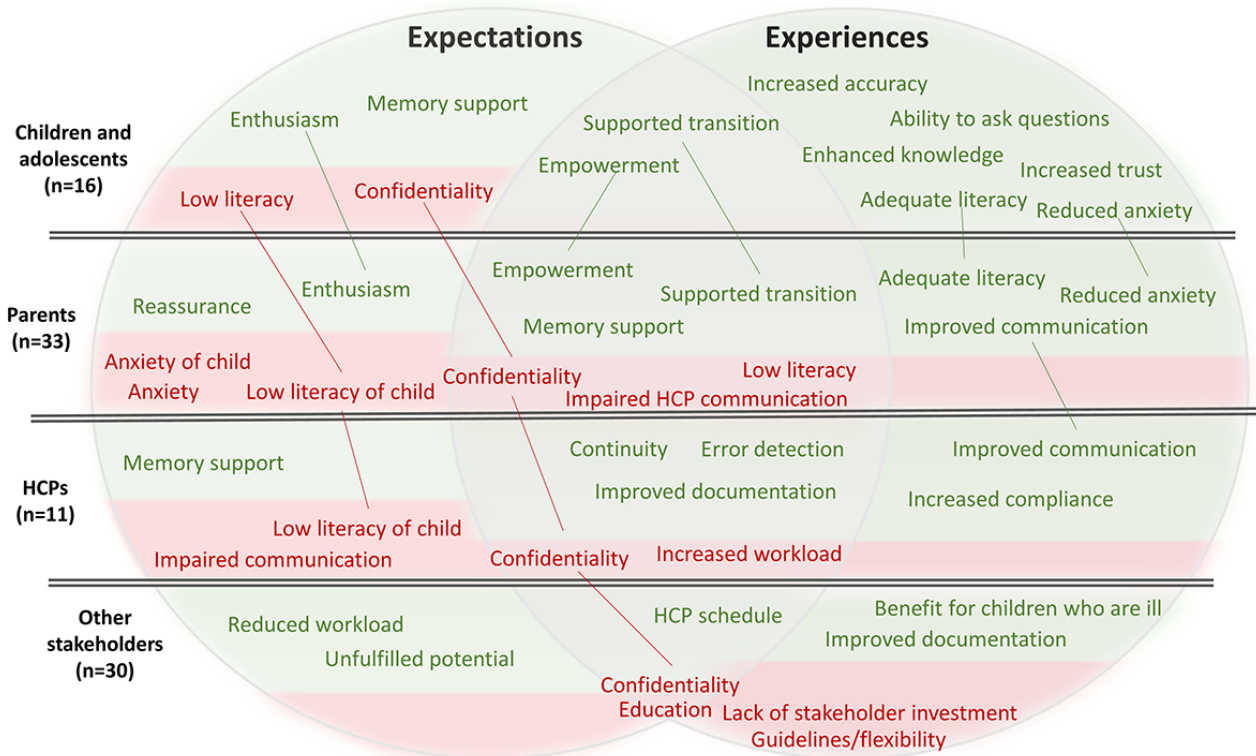 Expectations
Experiences
Children and
adolescents
(n=16)
Enthusiasm
Memory support
Low literacy
Confidentiality
Supported transition
Empowerment
Increased accuracy
Ability to ask questions
Enhanced knowledge
Increased trust
Adequate literacy
Reduced anxiety
Parents
(n=33)
Reassurance
Enthusiasm
Anxiety of child
Anxiety
Low literacy of child
Empowerment
Supported transition
Memory support
Confidentiality
Low literacy
Impaired HCP communication
Adequate literacy
Reduced anxiety
Improved communication
HCPs
(n=11)
Memory support
Low literacy of child
Impaired communication
Continuity
Error detection
Improved documentation
Confidentiality
Increased workload
Improved communication
Increased compliance
Other
stakeholders
(n=30)
Reduced workload
Unfulfilled potential
HCP schedule
Confidentiality
Education
Benefit for children who are ill
Improved documentation
Lack of stakeholder investment
Guidelines/flexibility